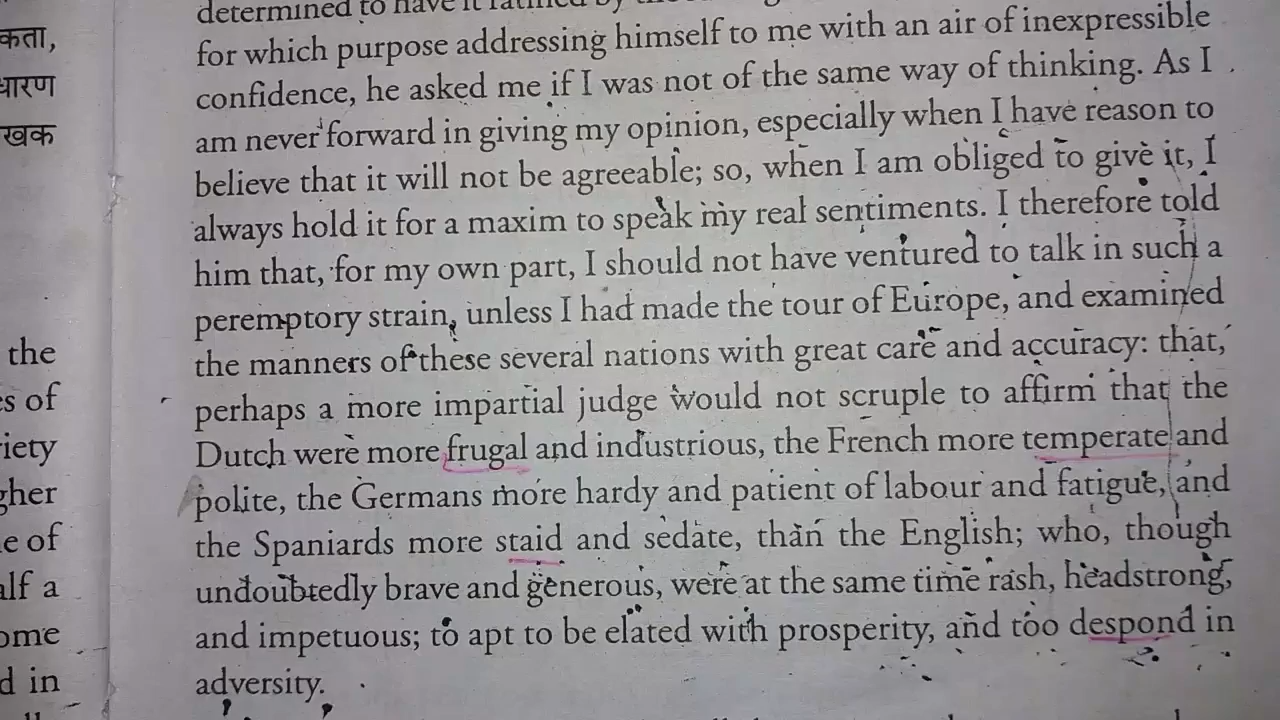 determined to have it ratified by
for which purpose addressing himself to me with an air of inexpressible
confidence, he asked me if I was not of the same way of thinking. As I
am never forward in giving my opinion, especially when I have reason to
believe that it will not be agreeable; so, when I am obliged to give it, I
always hold it for a maxim to speak my real sentiments. I therefore told
him that, for my own part, I should not have ventured to talk in such a
peremptory strain, unless I had made the tour of Europe, and examined
the manners of these several nations with great care and accuracy: that,
perhaps a more impartial judge would not scruple to affirm that the
Dutch were more frugal and industrious, the French more temperate and
polite, the Germans more hardy and patient of labour and fatigue, and
the Spaniards more staid and sedate, than the English; who, though
undoubtedly brave and generous, were at the same time rash, headstrong,
and impetuous; to apt to be elated with prosperity, and too despond in
adversity.
कता,
धारण
खक
the
es of
iety
gher
e of
alf a
ome
d in